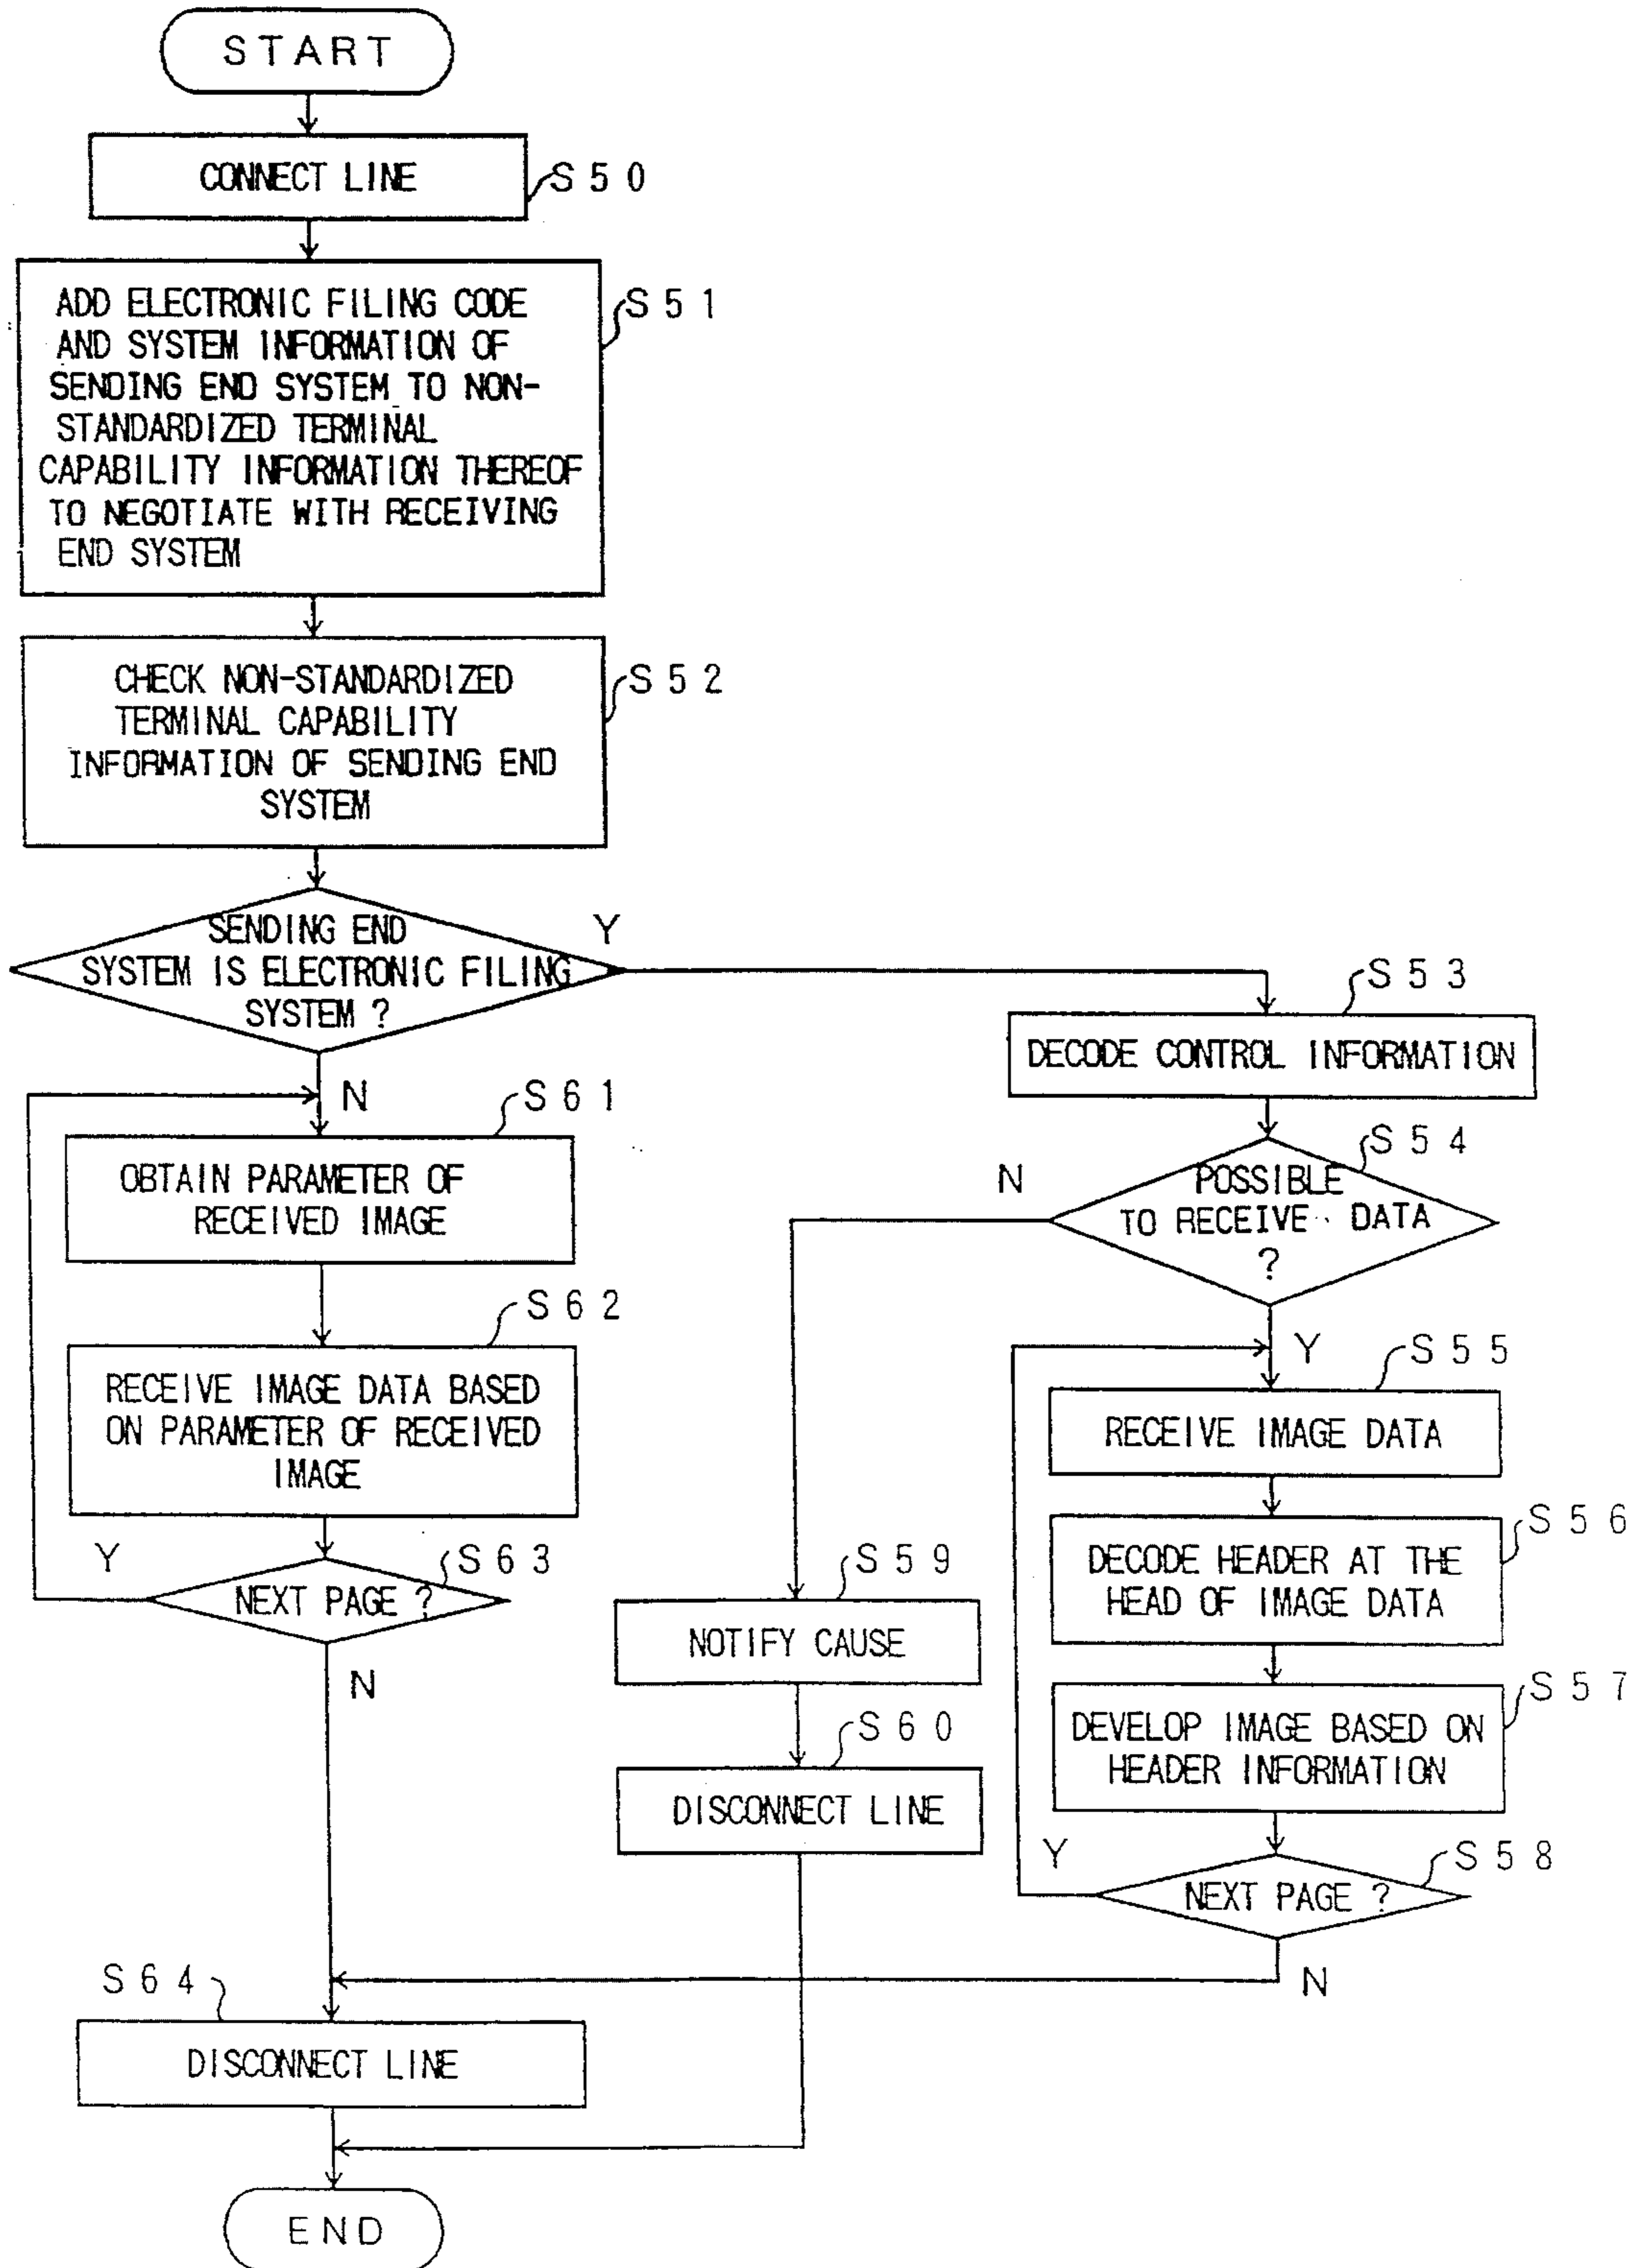 START
CONNECT LINE
S50
ADD ELECTRONIC FILING CODE
AND SYSTEM INFORMATION OF
SENDING END SYSTEM TO NON-
STANDARDIZED TERMINAL
CAPABILITY INFORMATION THEREOF
TO NEGOTIATE WITH RECEIVING
END SYSTEM
S51
CHECK NON-STANDARDIZED
TERMINAL CAPABILITY
INFORMATION OF SENDING END
SYSTEM
S52
SENDING END
SYSTEM IS ELECTRONIC FILING
SYSTEM ?
Y
N
S53
DECODE CONTROL INFORMATION
S54
POSSIBLE
TO RECEIVE DATA
?
N
Y
S55
RECEIVE IMAGE DATA
S56
DECODE HEADER AT THE
HEAD OF IMAGE DATA
S57
DEVELOP IMAGE BASED ON
HEADER INFORMATION
S58
NEXT PAGE ?
Y
N
S59
NOTIFY CAUSE
S60
DISCONNECT LINE
S61
OBTAIN PARAMETER OF
RECEIVED IMAGE
S62
RECEIVE IMAGE DATA BASED
ON PARAMETER OF RECEIVED
IMAGE
S63
NEXT PAGE ?
Y
N
S64
DISCONNECT LINE
END